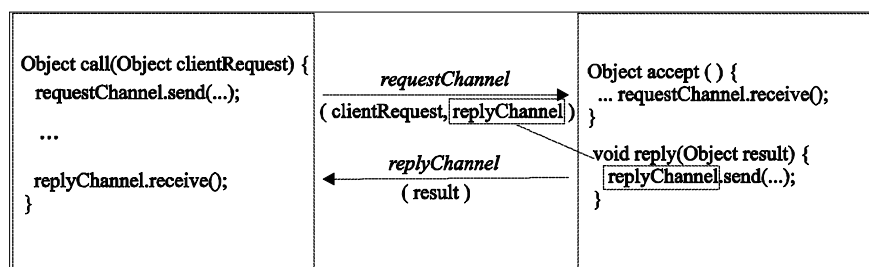 Object call(Object clientRequest) {
requestChannel.send(...);
...
replyChannel.receive();
}
requestChannel
( clientRequest, replyChannel )
replyChannel
( result )
Object accept ( ) {
... requestChannel.receive();
}
void reply(Object result) {
replyChannel.send(...);
}